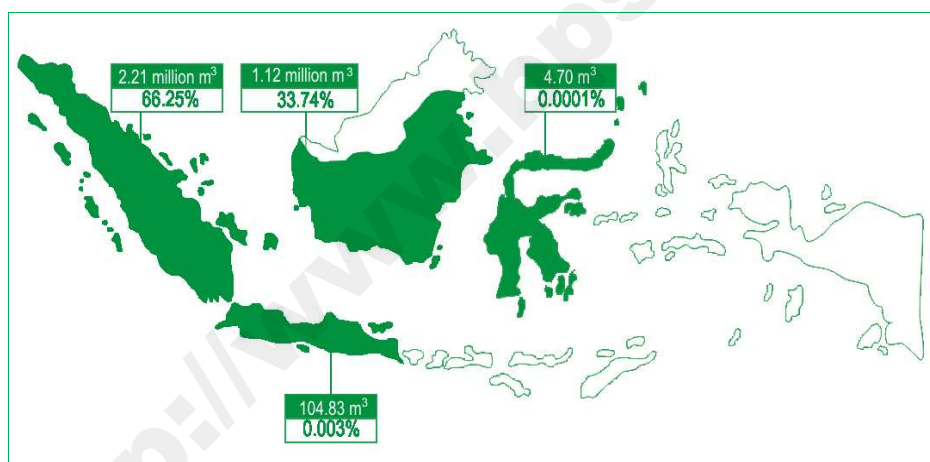 2.21 million m³
66.25%
1.12 million m³
33.74%
4.70 m³
0.0001%
104.83 m³
0.003%